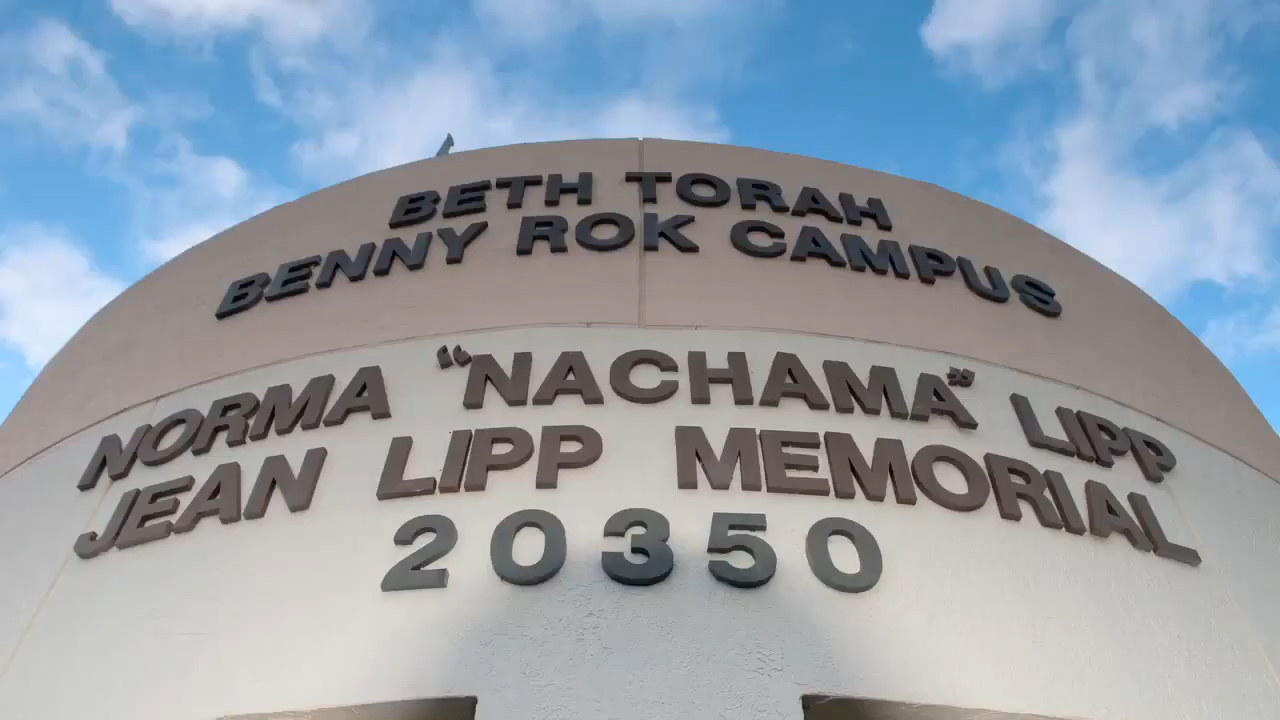 BETH TORAH
BENNY ROK CAMPUS
NORMA “NACHAMA” LIPP
JEAN LIPP MEMORIAL
20350